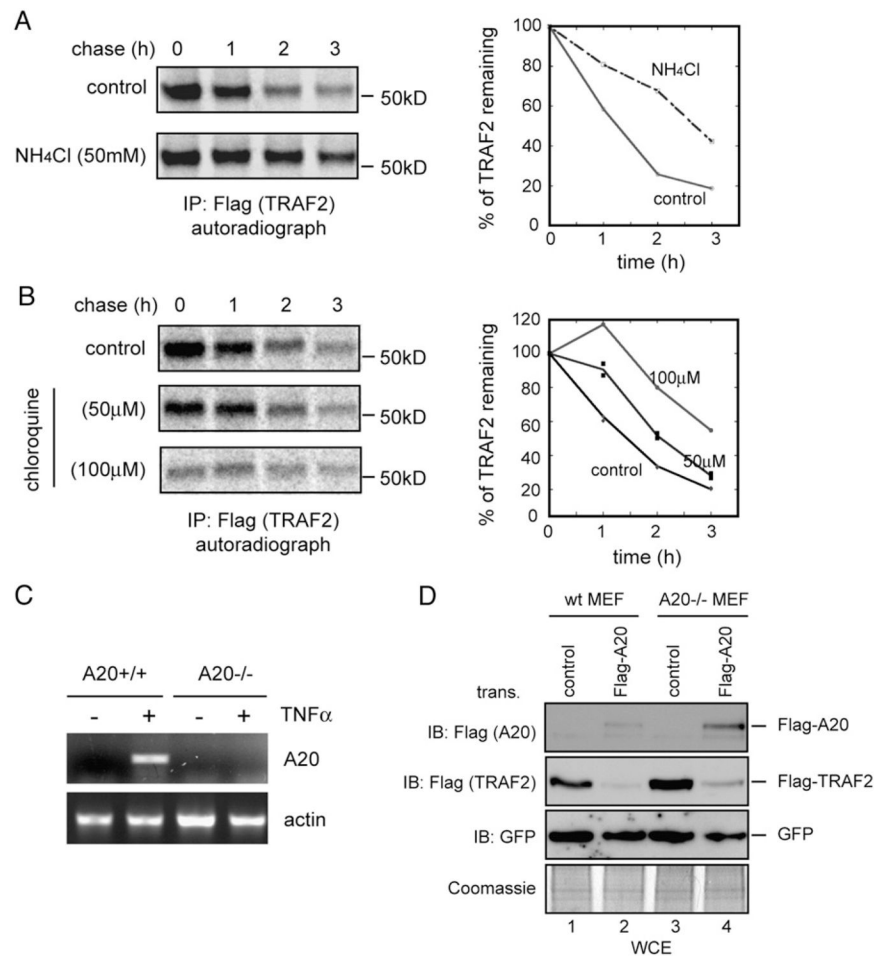 A
chase (h) 0 1 2 3
control
50kD
NH4Cl (50mM)
50kD
IP: Flag (TRAF2)
autoradiograph
% of TRAF2 remaining
100
80
60
40
20
0
NH4Cl
control
0 1 2 3
time (h)
B
chase (h) 0 1 2 3
control
50kD
chloroquine
(50μM)
50kD
(100μM)
50kD
IP: Flag (TRAF2)
autoradiograph
% of TRAF2 remaining
120
100
80
60
40
20
0
100μM
50μM
control
0 1 2 3
time (h)
C
A20+/+ A20-/-
- + - + TNFα
A20
actin
D
wt MEF A20-/- MEF
trans. control Flag-A20 control Flag-A20
IB: Flag (A20) Flag-A20
IB: Flag (TRAF2) Flag-TRAF2
IB: GFP GFP
Coomassie
1 2 3 4
WCE